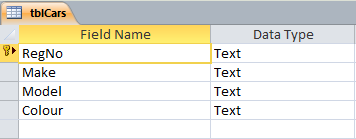 tblCars
Field Name Data Type
RegNo Text
Make Text
Model Text
Colour Text